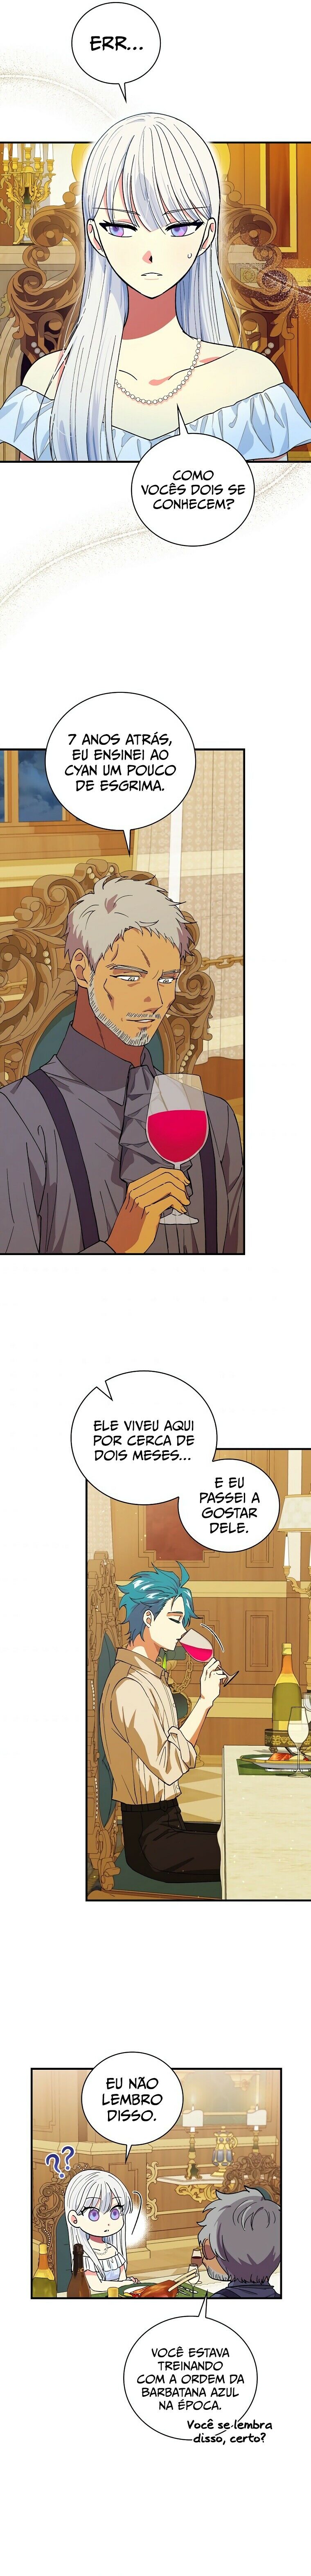 ERR...
COMO
VOCÊS DOIS SE
CONHECEM?
7 ANOS ATRÁS,
EU ENSINEI AO
CYAN UM POUCO
DE ESGRIMA.
ELE VIVEU AQUI
POR CERCA DE
DOIS MESES...
E EU
PASSEI A
GOSTAR
DELE.
EU NÃO
LEMBRO
DISSO.
??
VOCÊ ESTAVA
TREINANDO
COM A ORDEM DA
BARBATANA AZUL
NA ÉPOCA.
Você se lembra
disso, certo?